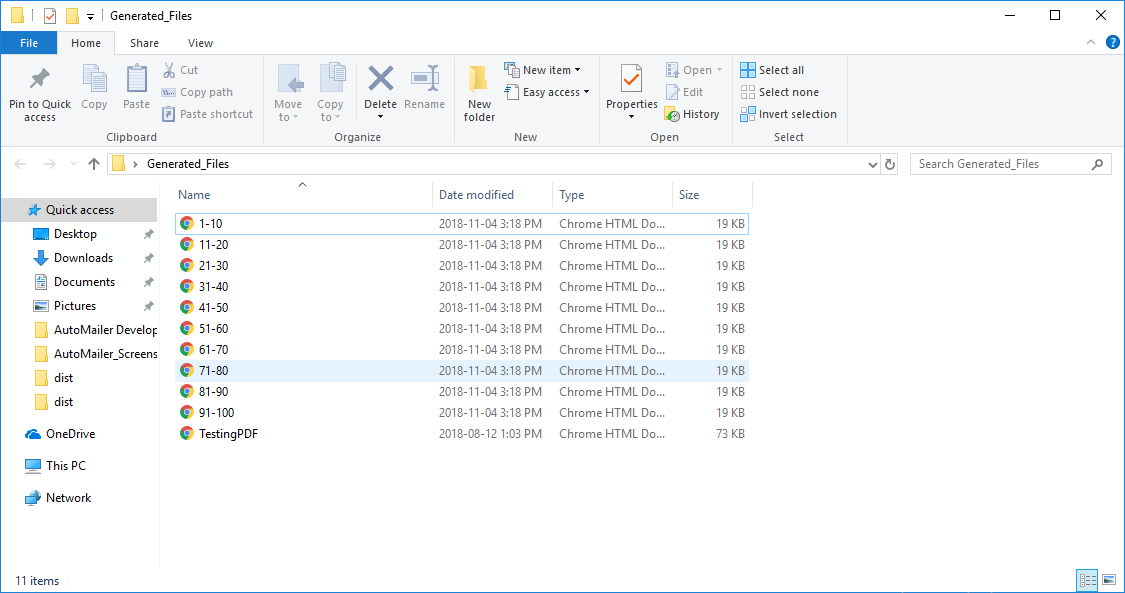 Generated_Files
File Home Share View
Pin to Quick access
Copy
Paste
Cut
Copy path
Paste shortcut
Clipboard
Move to
Copy to
Delete
Rename
Organize
New folder
New item
Easy access
New
Properties
Open
Edit
History
Open
Select all
Select none
Invert selection
Select
Generated_Files
Search Generated_Files
Quick access
Desktop
Downloads
Documents
Pictures
AutoMailer Develop
AutoMailer_Screens
dist
dist
OneDrive
This PC
Network
Name Date modified Type Size
1-10 2018-11-04 3:18 PM Chrome HTML Do... 19 KB
11-20 2018-11-04 3:18 PM Chrome HTML Do... 19 KB
21-30 2018-11-04 3:18 PM Chrome HTML Do... 19 KB
31-40 2018-11-04 3:18 PM Chrome HTML Do... 19 KB
41-50 2018-11-04 3:18 PM Chrome HTML Do... 19 KB
51-60 2018-11-04 3:18 PM Chrome HTML Do... 19 KB
61-70 2018-11-04 3:18 PM Chrome HTML Do... 19 KB
71-80 2018-11-04 3:18 PM Chrome HTML Do... 19 KB
81-90 2018-11-04 3:18 PM Chrome HTML Do... 19 KB
91-100 2018-11-04 3:18 PM Chrome HTML Do... 19 KB
TestingPDF 2018-08-12 1:03 PM Chrome HTML Do... 73 KB
11 items